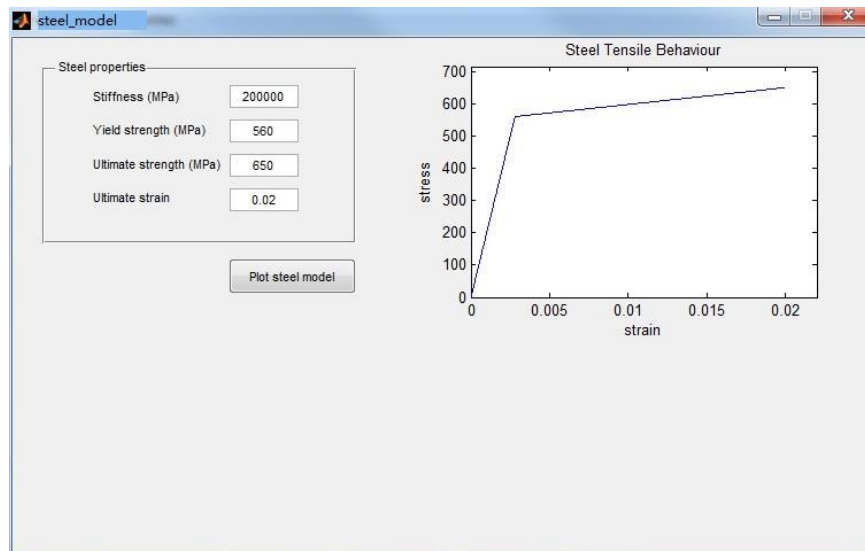 steel_model
Steel properties
Stiffness (MPa) 200000
Yield strength (MPa) 560
Ultimate strength (MPa) 650
Ultimate strain 0.02
Plot steel model
Steel Tensile Behaviour
700
600
500
400
300
200
100
0
stress
0 0.005 0.01 0.015 0.02
strain